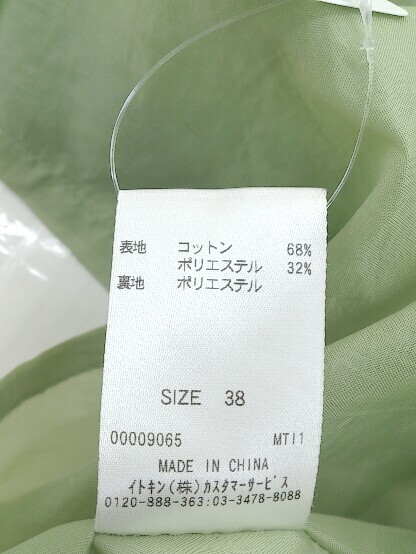 表地 コットン 68%
ポリエステル 32%
裏地 ポリエステル
SIZE 38
00009065 MTI1
MADE IN CHINA
イトキン(株)カスタマーサービス
0120-888-363:03-3478-8088